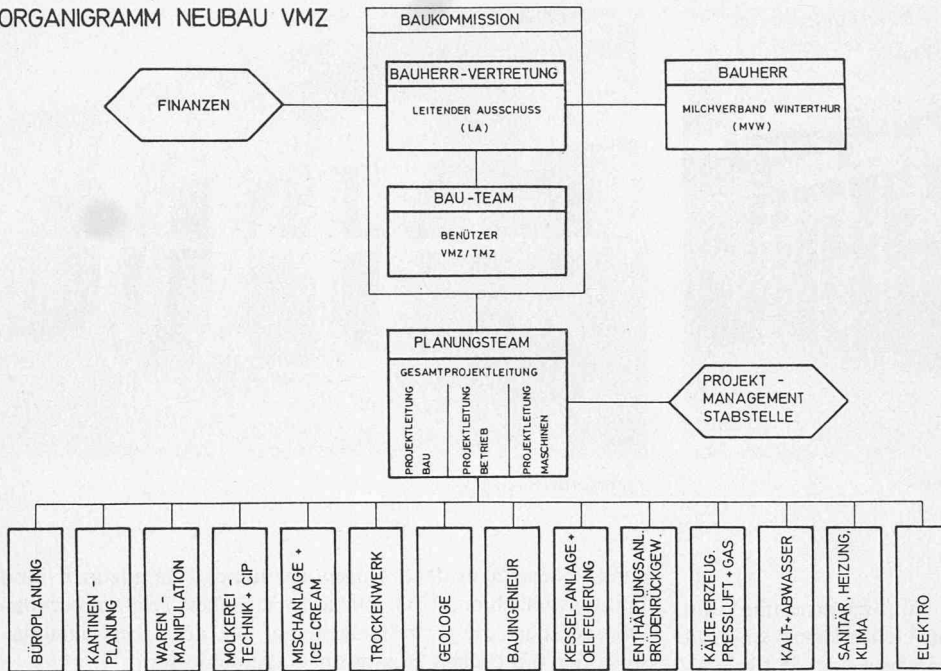 ORGANIGRAMM NEUBAU VMZ
BAUKOMMISSION
FINANZEN
BAUHERR-VERTRETUNG
LEITENDER AUSSCHUSS
(LA)
BAUHERR
MILCHVERBAND WINTERTHUR
(MVW)
BAU-TEAM
BENÜTZER
VMZ/TMZ
PLANUNGSTEAM
GESAMTPROJEKTLEITUNG
PROJEKTLEITUNG
BAU
PROJEKTLEITUNG
BETRIEB
PROJEKTLEITUNG
MASCHINEN
PROJEKT -
MANAGEMENT
STABSTELLE
BÜROPLANUNG
KANTINEN
PLANUNG
WAREN-
MANIPULATION
MOLKEREI
TECHNIK + CIP
MISCHANLAGE +
ICE-CREAM
TROCKENWERK
GEOLOGE
BAUINGENIEUR
KESSEL-ANLAGE+
OELFEUERUNG
ENTHÄRTUNGSANL.
BRÜDENRÜCKGEW.
KÄLTE-ERZEUG.
PRESSLUFT+GAS
KALT+ABWASSER
SANITÄR, HEIZUNG,
KLIMA
ELEKTRO